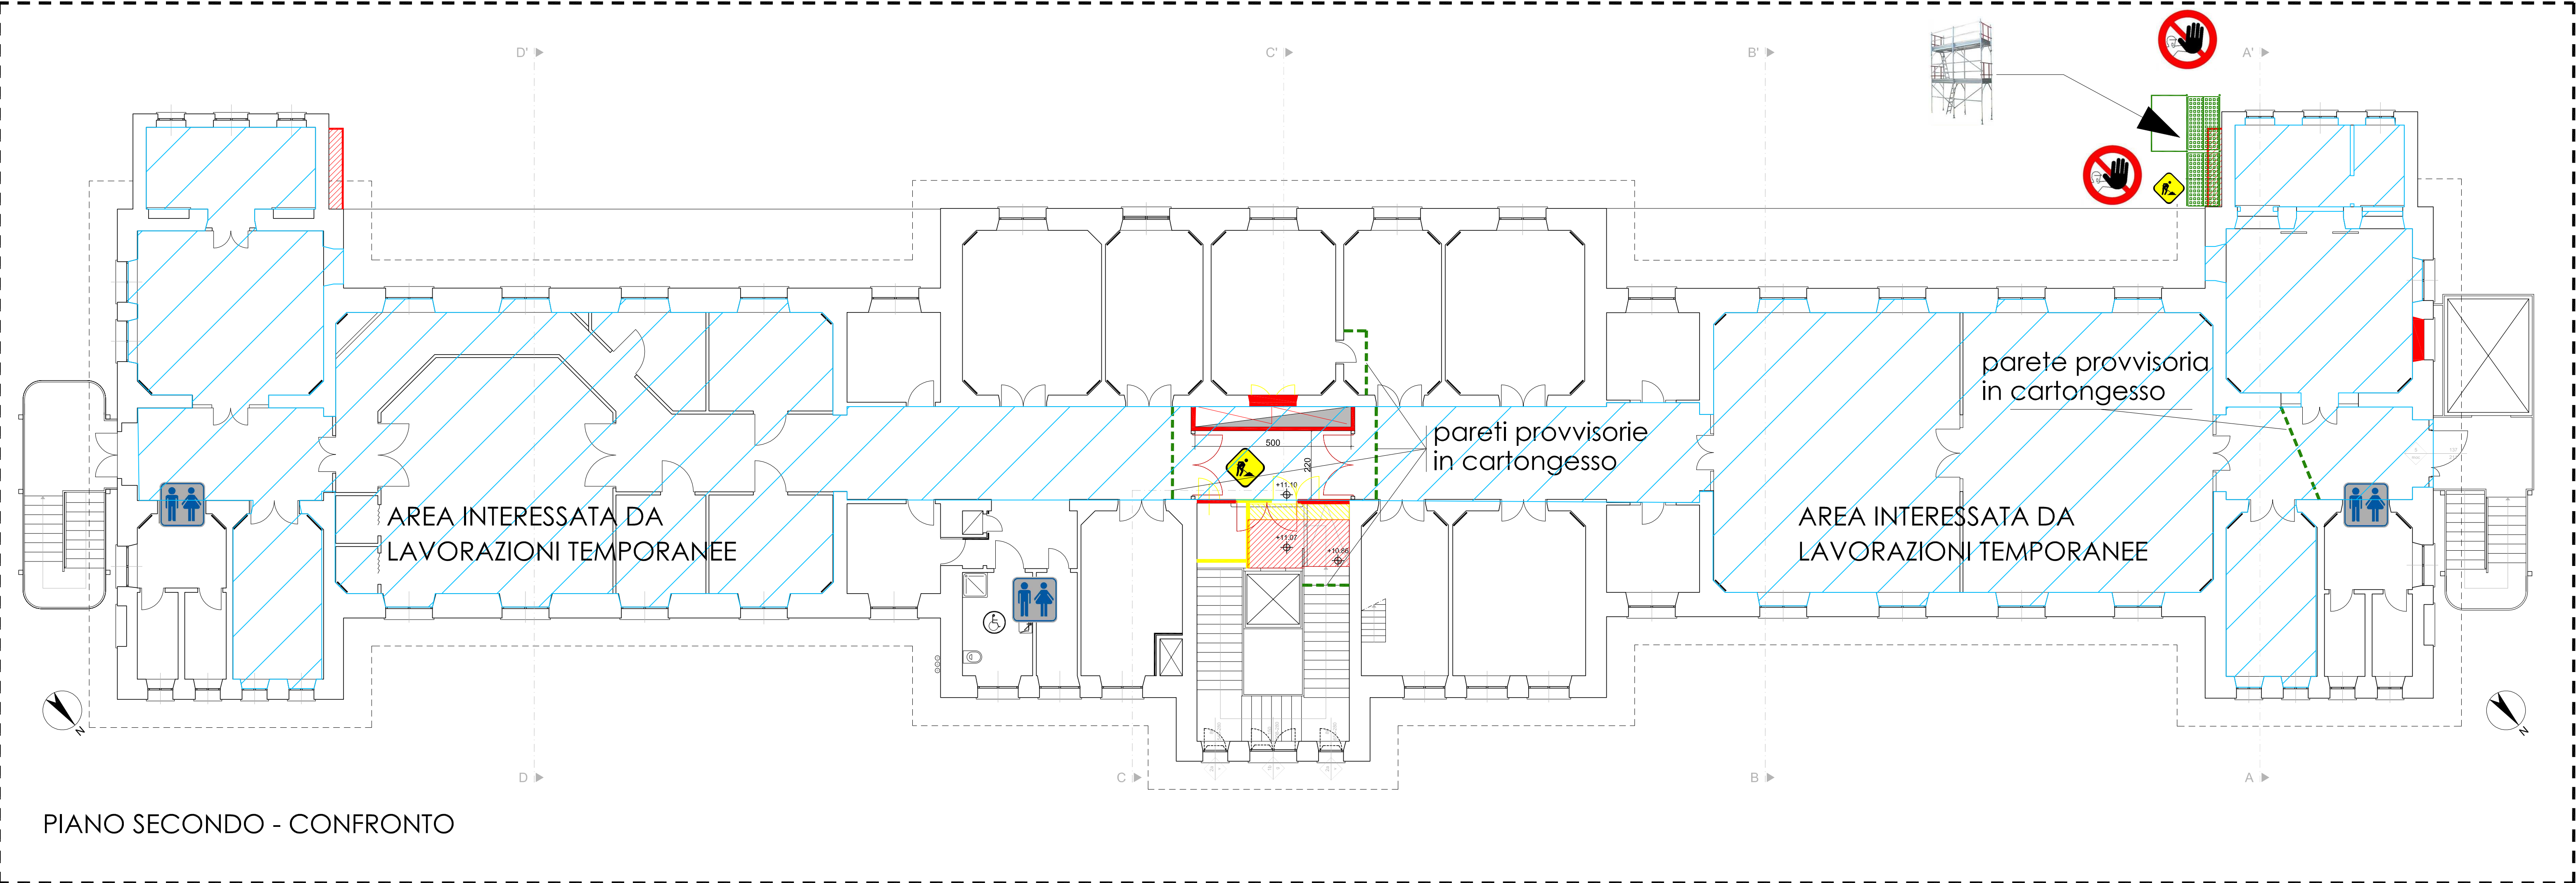 D'
C'
B'
A'
parete provvisoria
in cartongesso
pareti provvisorie
in cartongesso
500
220
+11.10
+11.07
+10.86
AREA INTERESSATA DA
LAVORAZIONI TEMPORANEE
AREA INTERESSATA DA
LAVORAZIONI TEMPORANEE
N
N
D
C
B
A
PIANO SECONDO - CONFRONTO